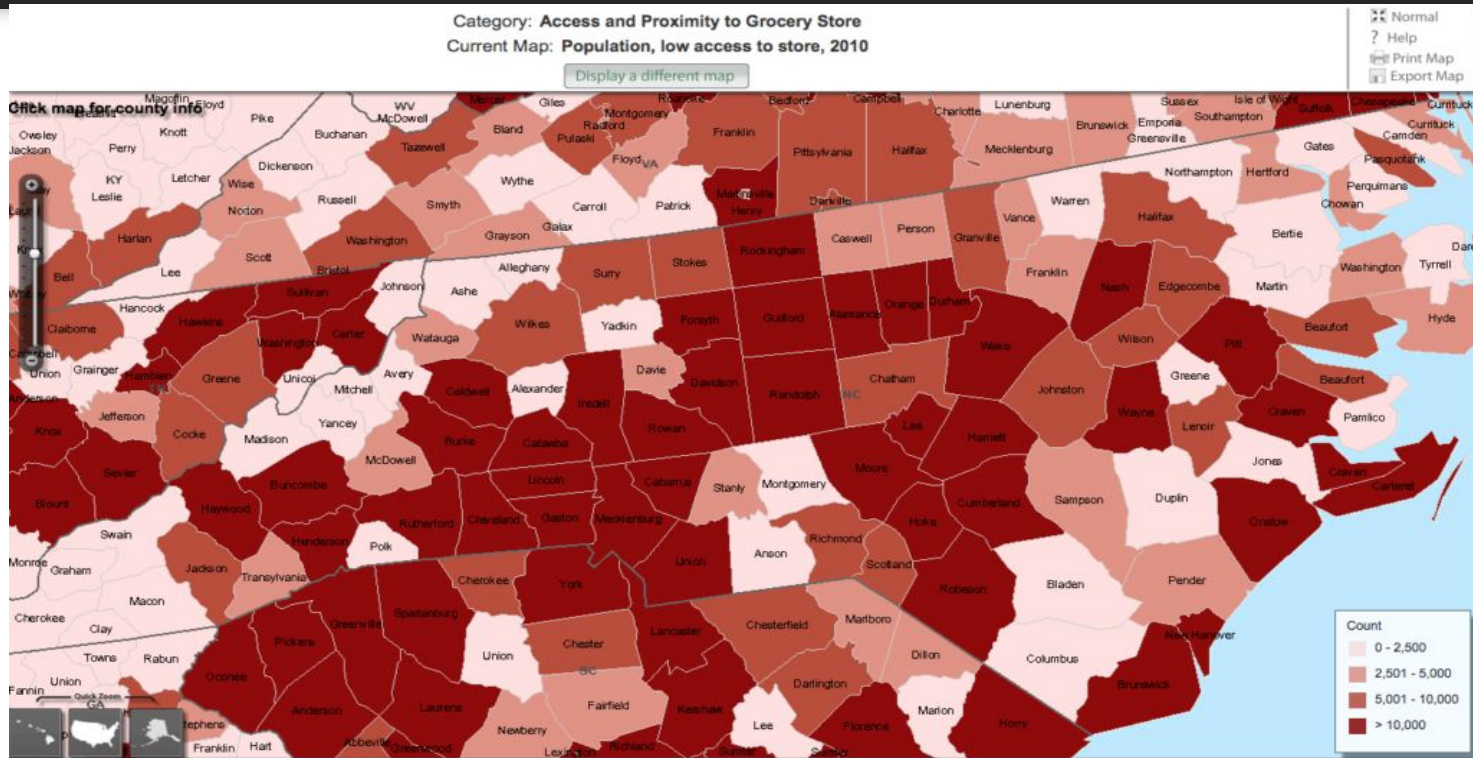 Category: Access and Proximity to Grocery Store
Current Map: Population, low access to store, 2010
Display a different map
Normal
? Help
Print Map
Export Map
Click map for county info
Magoffin Floyd
Pike
WV
McDowell
Mercer
Giles
Montgomery
Roanoke
Bedford
Campbell
Charlotte
Lunenburg
Sussex
Isle of Wight
Suffolk
Chesapeake
Currituck
Owsley
Jackson
Knott
Perry
Buchanan
Tazewell
Bland
Radford
Pulaski
Franklin
Pittsylvania
Halifax
Mecklenburg
Brunswick
Emporia
Greensville
Southampton
Gates
Currituck
Camden
Pasquotank
KY
Leslie
Letcher
Dickenson
Wise
Norton
Russell
Smyth
Wythe
Floyd
VA
Carroll
Patrick
Martinsville
Henry
Danville
Northampton
Hertford
Perquimans
Chowan
Harlan
Bell
Lee
Scott
Washington
Bristol
Grayson
Galax
Alleghany
Surry
Stokes
Rockingham
Caswell
Person
Granville
Vance
Warren
Halifax
Bertie
Washington
Tyrrell
Hancock
Claiborne
Hawkins
Sullivan
Johnson
Ashe
Wilkes
Yadkin
Forsyth
Guilford
Alamance
Orange
Durham
Franklin
Nash
Edgecombe
Martin
Beaufort
Hyde
Union
Grainger
Hamblen
TN
Greene
Washington
Carter
Unicoi
Watauga
Avery
Mitchell
Caldwell
Alexander
Iredell
Davie
Davidson
Randolph
Chatham
NC
Wake
Johnston
Wilson
Pitt
Greene
Beaufort
Anderson
Knox
Jefferson
Cocke
Madison
Yancey
McDowell
Burke
Catawba
Rowan
Lee
Harnett
Wayne
Lenoir
Craven
Pamlico
Blount
Sevier
Haywood
Buncombe
Rutherford
Cleveland
Lincoln
Gaston
Mecklenburg
Cabarrus
Stanly
Montgomery
Moore
Hoke
Cumberland
Sampson
Duplin
Jones
Craven
Carteret
Onslow
Monroe
Swain
Graham
Jackson
Transylvania
Henderson
Polk
Union
Anson
Richmond
Scotland
Robeson
Bladen
Pender
Cherokee
Macon
Clay
Cherokee
York
Lancaster
Chesterfield
Marlboro
Dillon
Columbus
New Hanover
Brunswick
Towns
Rabun
Union
Fannin
GA
Oconee
Pickens
Greenville
Spartanburg
Union
Chester
SC
Fairfield
Kershaw
Darlington
Lee
Marion
Florence
Horry
Quick Zoom
Franklin
Hart
Anderson
Abbeville
Greenwood
Laurens
Newberry
Lexington
Richland
Sumter
Sumter
Count
0 - 2,500
2,501 - 5,000
5,001 - 10,000
> 10,000